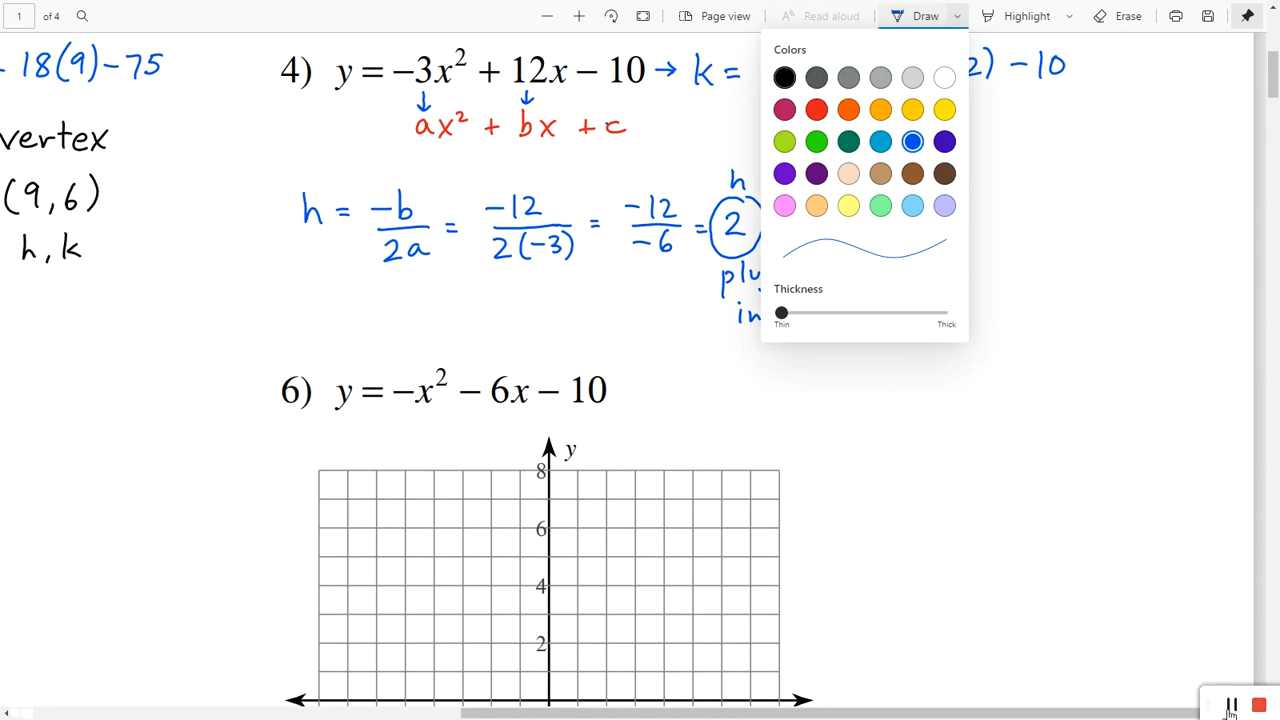 1 of 4 Page view Read aloud Draw Highlight Erase
- 18(9) - 75
4) y = −3x² + 12x − 10 → k = 2) - 10
ax² + bx + c
vertex
(9, 6)
h, k
h = -b/2a = -12/2(-3) = -12/-6 = 2
h
plu
in
Colors
Thickness
Thin Thick
6) y = −x² − 6x − 10
y
8
6
4
2